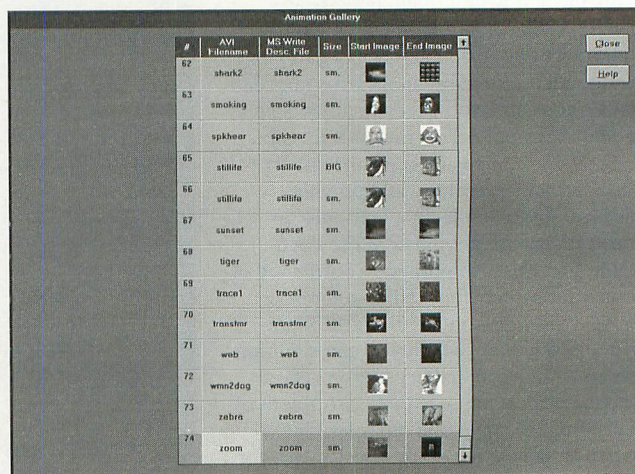 Animation Gallery
# AVI Filename MS Write Desc. File Size Start Image End Image
Close
Help
62 shark2 shark2 sm.
63 smoking smoking sm.
64 spkhear spkhear sm.
65 stillife stillife BIG
66 stillife stillife sm.
67 sunset sunset sm.
68 tiger tiger sm.
69 trace1 trace1 sm.
70 transfmr transfmr sm.
71 web web sm.
72 wmn2dog wmn2dog sm.
73 zebra zebra sm.
74 zoom zoom sm.